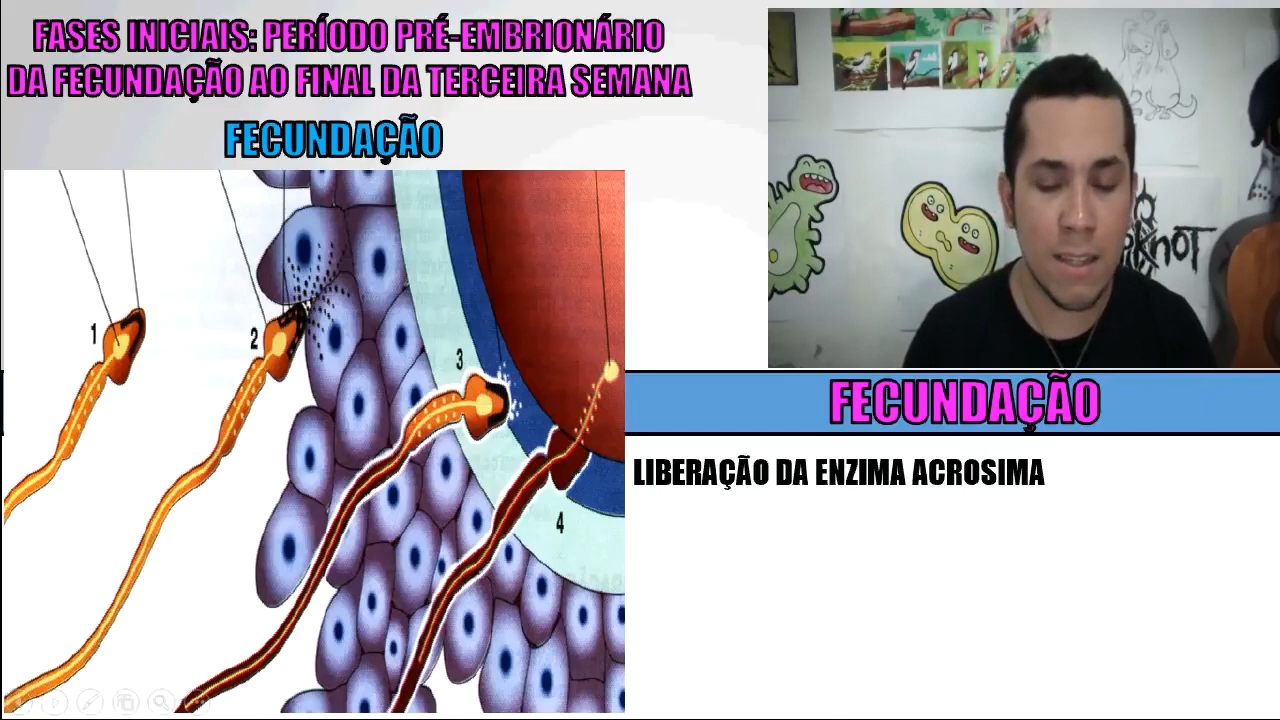 FASES INICIAIS: PERÍODO PRÉ-EMBRIONÁRIO
DA FECUNDAÇÃO AO FINAL DA TERCEIRA SEMANA
FECUNDAÇÃO
1
2
3
4
FECUNDAÇÃO
LIBERAÇÃO DA ENZIMA ACROSIMA